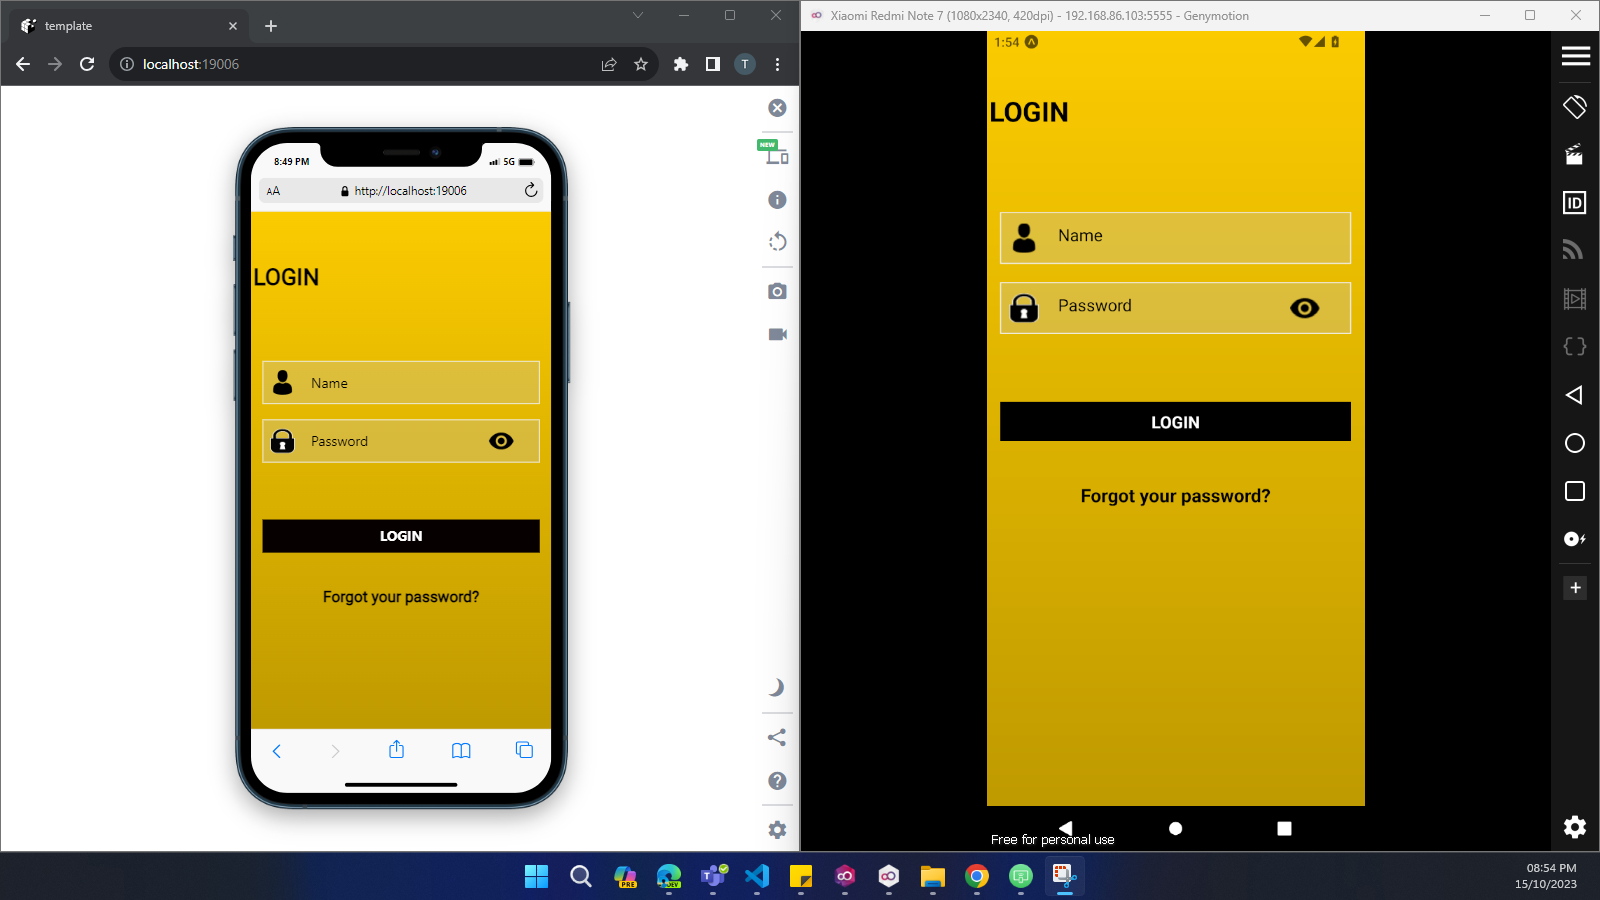 template
localhost:19006
T
NEW
8:49 PM
5G
AA
http://localhost:19006
LOGIN
Name
Password
LOGIN
Forgot your password?
Xiaomi Redmi Note 7 (1080x2340, 420dpi) - 192.168.86.103:5555 - Genymotion
1:54
LOGIN
Name
Password
LOGIN
Forgot your password?
Free for personal use
ID
PRE
DEV
08:54 PM
15/10/2023